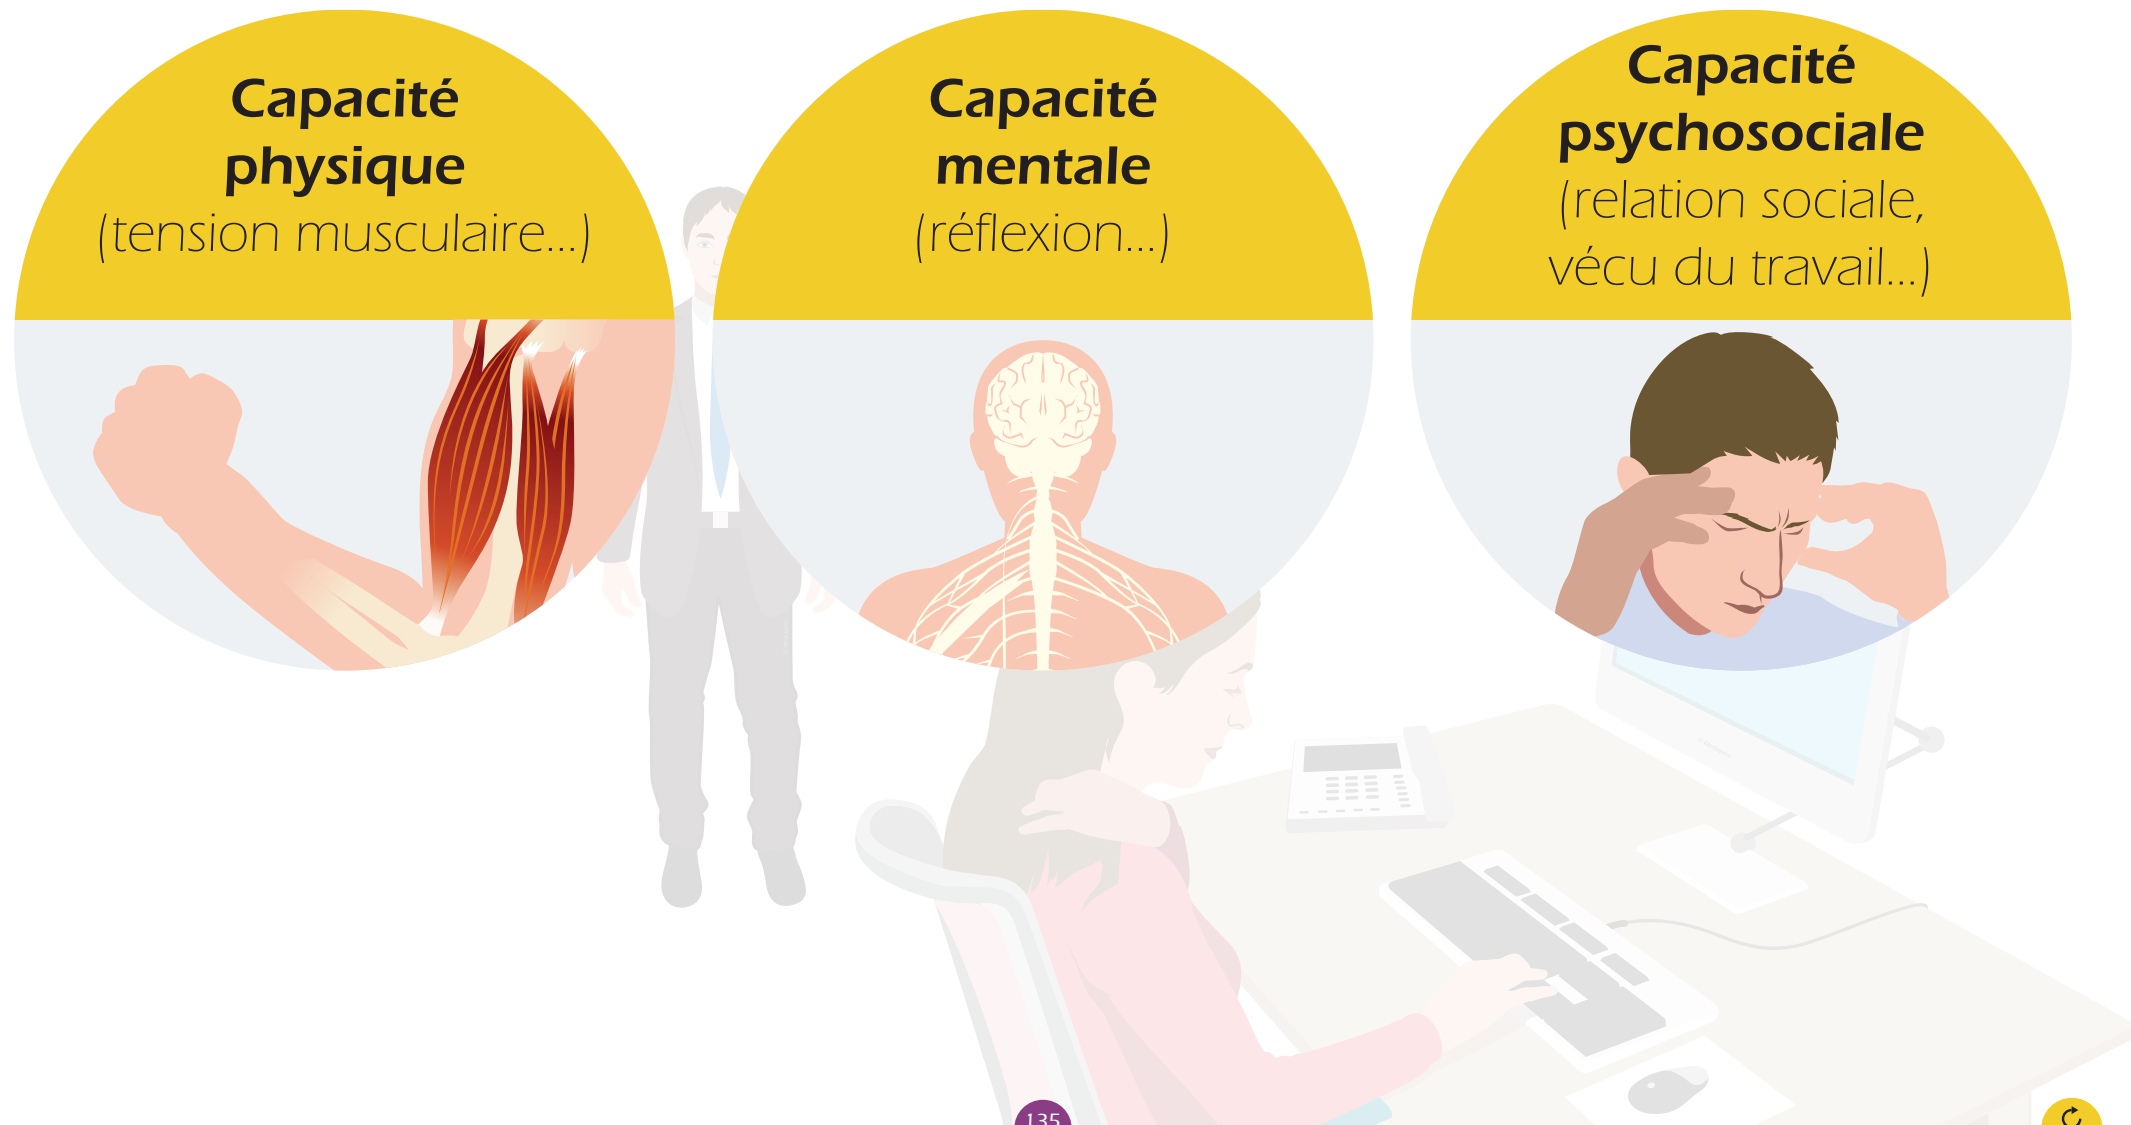 Capacité
physique
(tension musculaire...)
Capacité
mentale
(réflexion...)
Capacité
psychosociale
(relation sociale,
vécu du travail...)
135